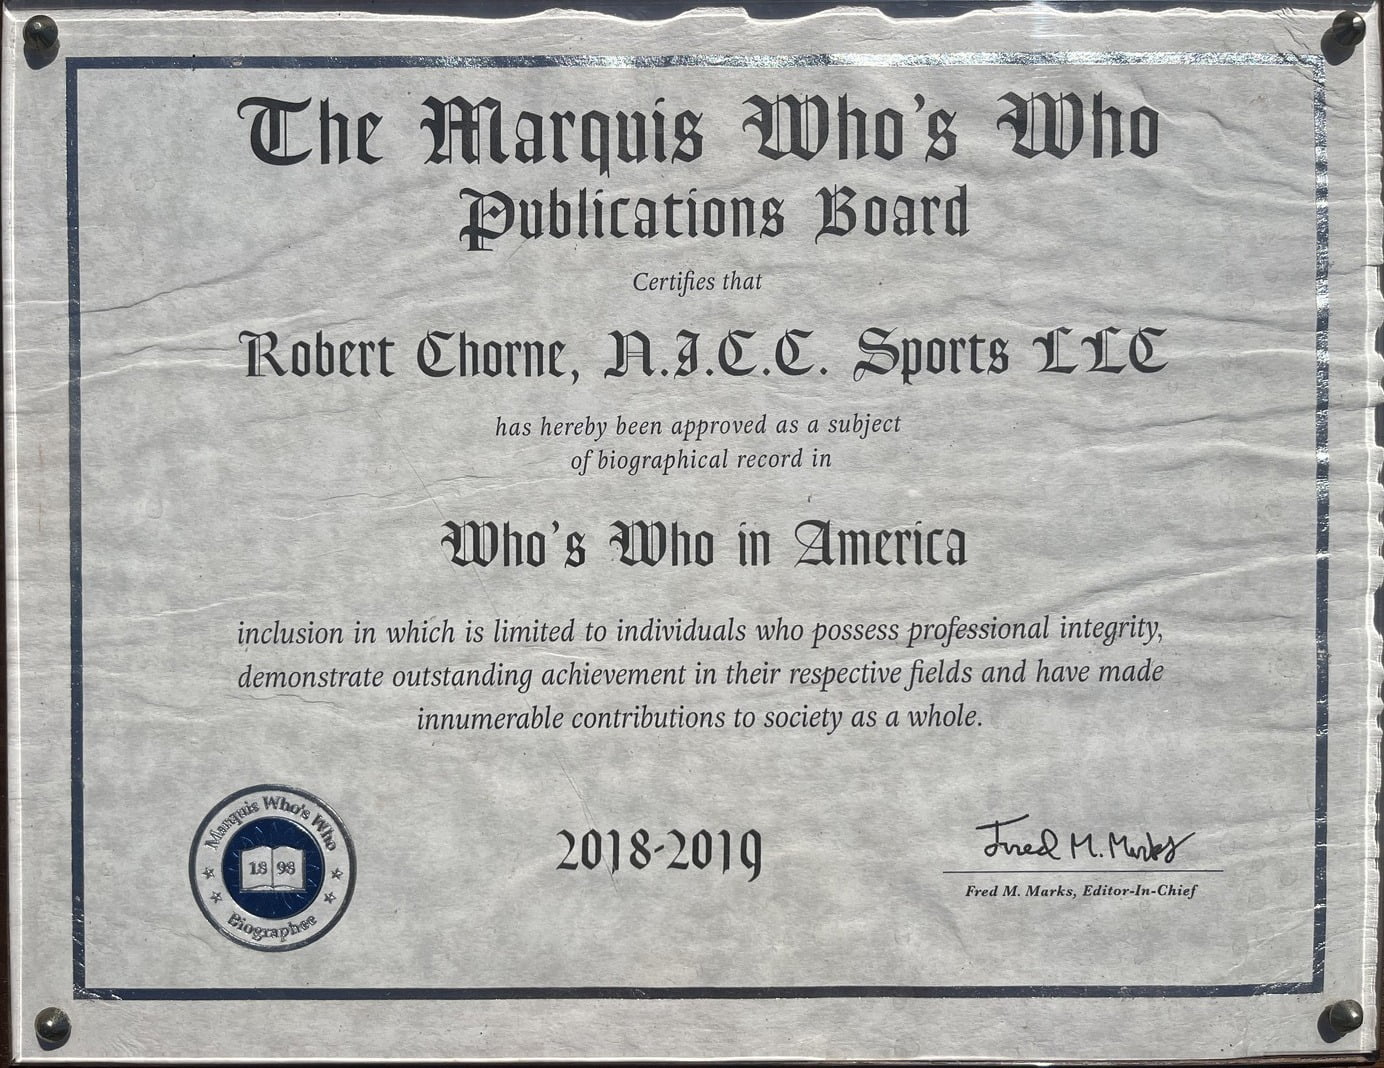 The Marquis Who's Who
Publications Board
Certifies that
Robert Chorne, N.I.C.C. Sports LLC
has hereby been approved as a subject
of biographical record in
Who's Who in America
inclusion in which is limited to individuals who possess professional integrity,
demonstrate outstanding achievement in their respective fields and have made
innumerable contributions to society as a whole.
Marquis Who's Who
1898
Biographee
2018-2019
Fred M. Marks
Fred M. Marks, Editor-In-Chief